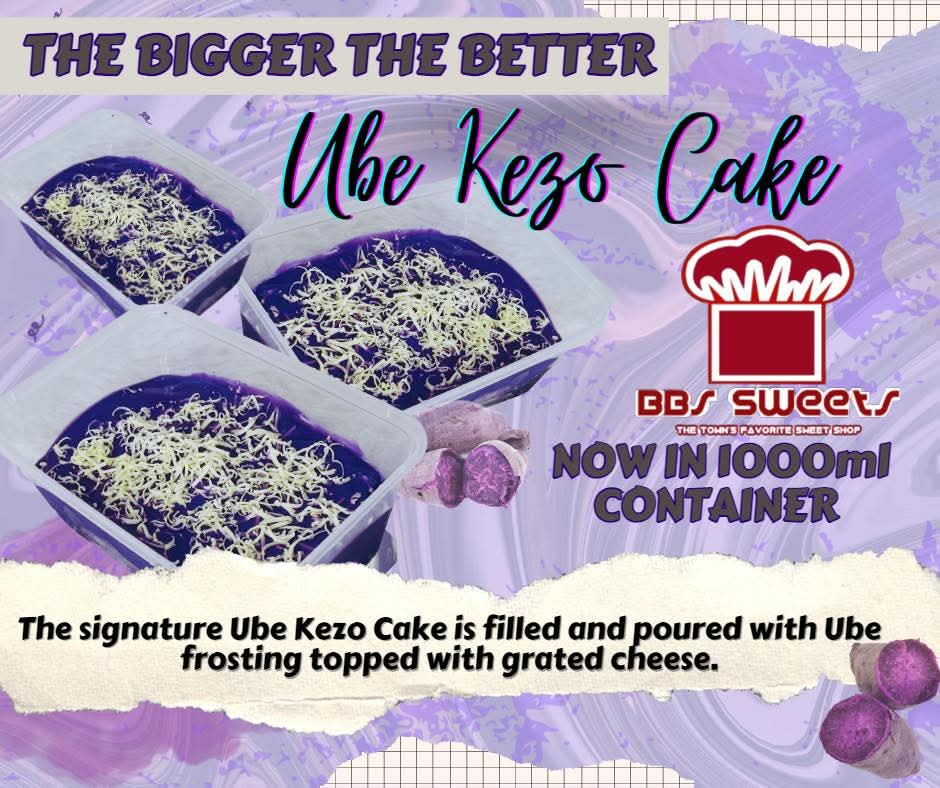 THE BIGGER THE BETTER
Ube Kezo Cake
BBS SWeets
THE TOWN'S FAVORITE SWEET SHOP
NOW IN 1000ml
CONTAINER
The signature Ube Kezo Cake is filled and poured with Ube
frosting topped with grated cheese.